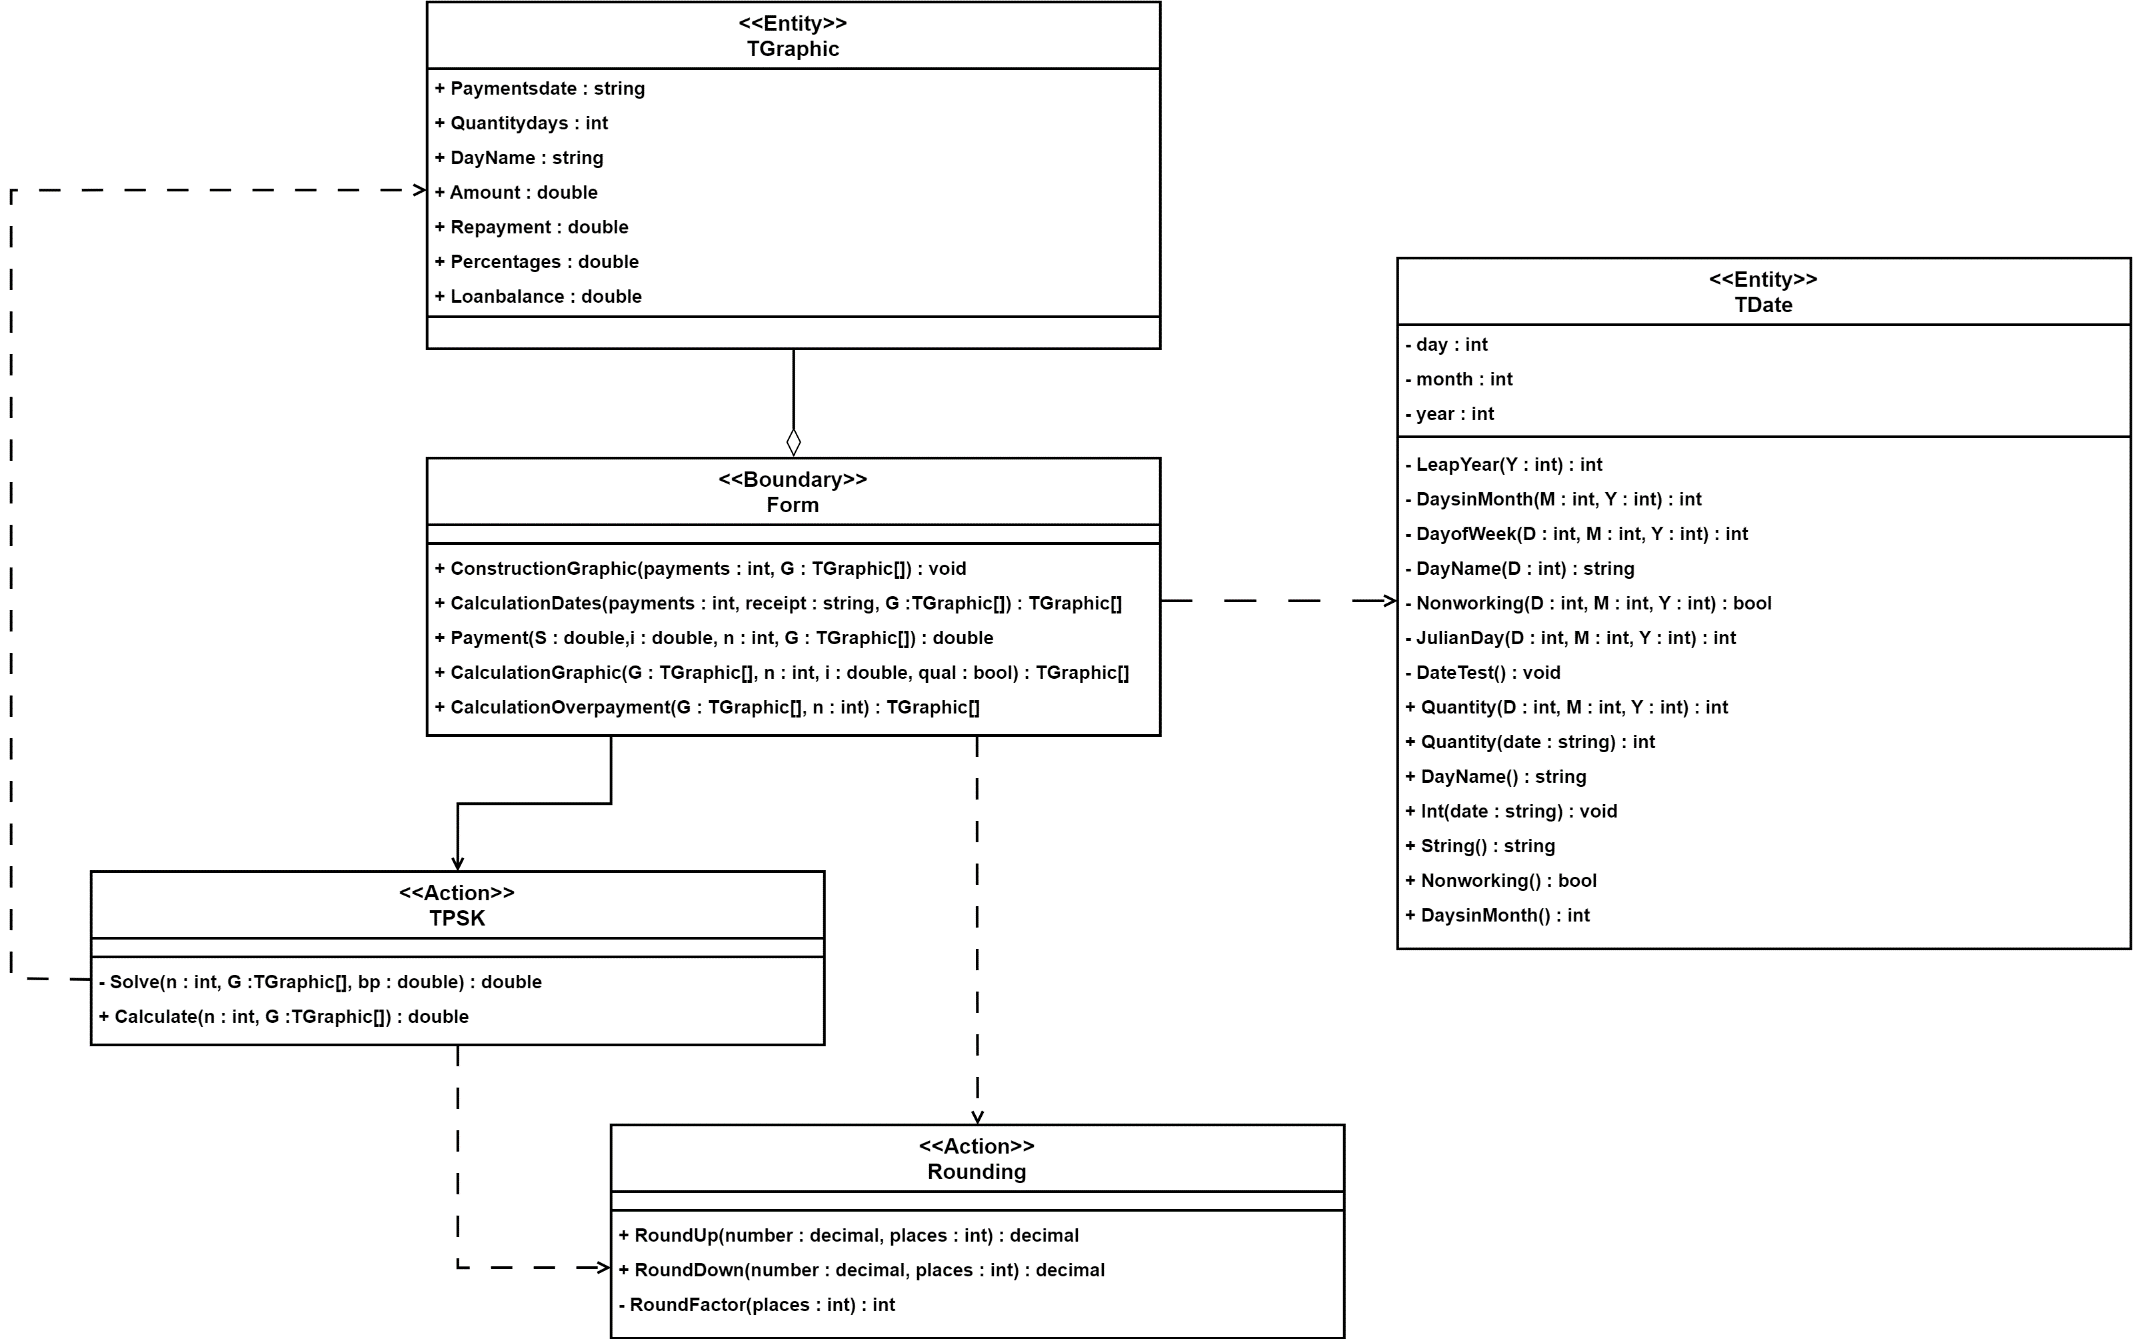 <<Entity>>
TGraphic
+ Paymentsdate : string
+ Quantitydays : int
+ DayName : string
+ Amount : double
+ Repayment : double
+ Percentages : double
+ Loanbalance : double
<<Entity>>
TDate
- day : int
- month : int
- year : int
- LeapYear(Y : int) : int
- DaysinMonth(M : int, Y : int) : int
- DayofWeek(D : int, M : int, Y : int) : int
- DayName(D : int) : string
- Nonworking(D : int, M : int, Y : int) : bool
- JulianDay(D : int, M : int, Y : int) : int
- DateTest() : void
+ Quantity(D : int, M : int, Y : int) : int
+ Quantity(date : string) : int
+ DayName() : string
+ Int(date : string) : void
+ String() : string
+ Nonworking() : bool
+ DaysinMonth() : int
<<Boundary>>
Form
+ ConstructionGraphic(payments : int, G : TGraphic[]) : void
+ CalculationDates(payments : int, receipt : string, G :TGraphic[]) : TGraphic[]
+ Payment(S : double,i : double, n : int, G : TGraphic[]) : double
+ CalculationGraphic(G : TGraphic[], n : int, i : double, qual : bool) : TGraphic[]
+ CalculationOverpayment(G : TGraphic[], n : int) : TGraphic[]
<<Action>>
TPSK
- Solve(n : int, G :TGraphic[], bp : double) : double
+ Calculate(n : int, G :TGraphic[]) : double
<<Action>>
Rounding
+ RoundUp(number : decimal, places : int) : decimal
+ RoundDown(number : decimal, places : int) : decimal
- RoundFactor(places : int) : int